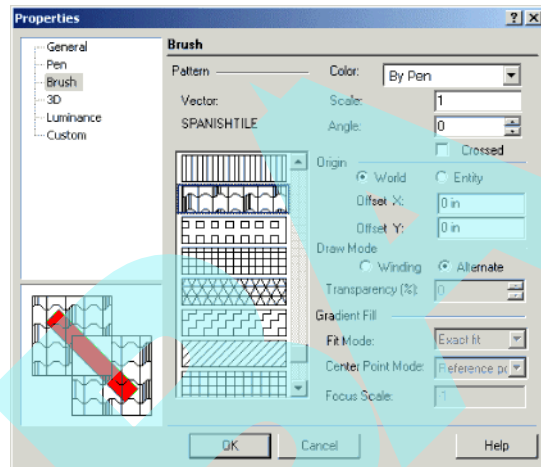 Properties
General
Pen
Brush
3D
Luminance
Custom
Brush
Pattern
Vector:
SPANISHTILE
Color: By Pen
Scale: 1
Angle: 0
Crossed
Origin
World Entity
Offset X: 0 in
Offset Y: 0 in
Draw Mode
Winding Alternate
Transparency (%): 0
Gradient Fill
Fit Mode: Exact fit
Center Point Mode: Reference pc
Focus Scale: 1
OK Cancel Help